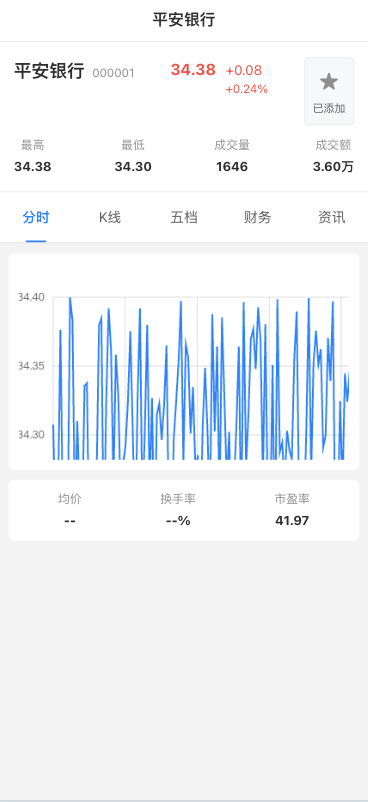 平安银行
平安银行 000001 34.38 +0.08
+0.24%
已添加
最高 最低 成交量 成交额
34.38 34.30 1646 3.60万
分时 K线 五档 财务 资讯
34.40
34.35
34.30
均价 换手率 市盈率
-- --% 41.97